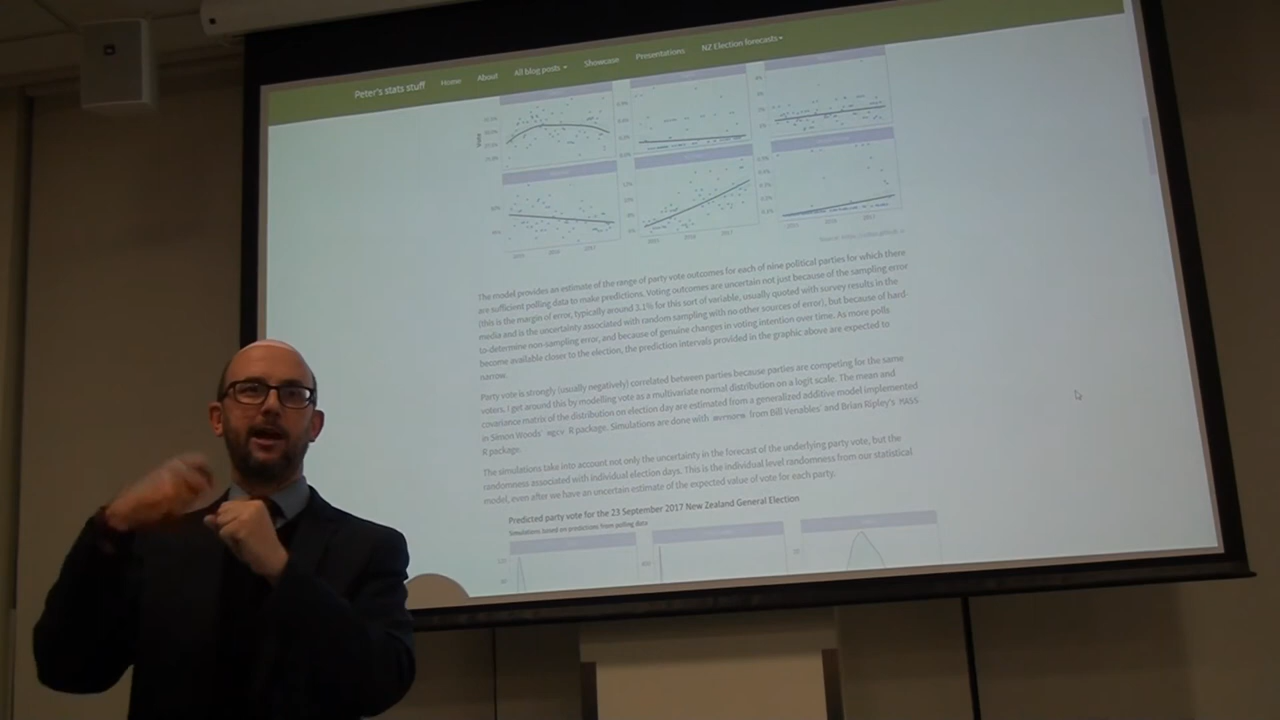 Peter's stats stuff Home About All blog posts Showcase Presentations NZ Election forecasts
Vote
The model provides an estimate of the range of party vote outcomes for each of nine political parties for which there
are sufficient polling data to make predictions. Voting outcomes are uncertain not just because of the sampling error
(this is the margin of error, typically around 3.1% for this sort of variable, usually quoted with survey results in the
media and is the uncertainty associated with random sampling with no other sources of error), but because of hard-
to-determine non-sampling error, and because of genuine changes in voting intention over time. As more polls
become available closer to the election, the prediction intervals provided in the graphic above are expected to
narrow.
Party vote is strongly (usually negatively) correlated between parties because parties are competing for the same
voters. I get around this by modelling vote as a multivariate normal distribution on a logit scale. The mean and
covariance matrix of the distribution on election day are estimated from a generalized additive model implemented
in Simon Woods' mgcv R package. Simulations are done with mvrnorm from Bill Venables' and Brian Ripley's MASS
R package.
The simulations take into account not only the uncertainty in the forecast of the underlying party vote, but the
randomness associated with individual election days. This is the individual level randomness from our statistical
model, even after we have an uncertain estimate of the expected value of vote for each party.
Predicted party vote for the 23 September 2017 New Zealand General Election
Simulations based on predictions from polling data